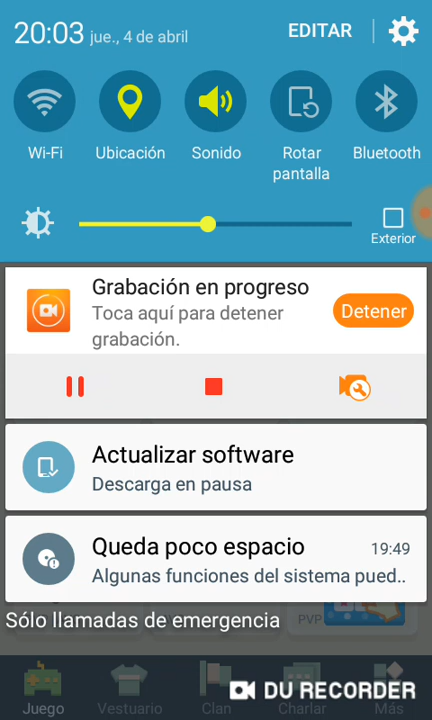 20:03 jue., 4 de abril EDITAR
Wi-Fi Ubicación Sonido Rotar pantalla Bluetooth
Exterior
Grabación en progreso
Toca aquí para detener
grabación.
Detener
Actualizar software
Descarga en pausa
Queda poco espacio 19:49
Algunas funciones del sistema pued..
PVP
Sólo llamadas de emergencia
Juego Vestuario Clan Charlar Más
DU RECORDER